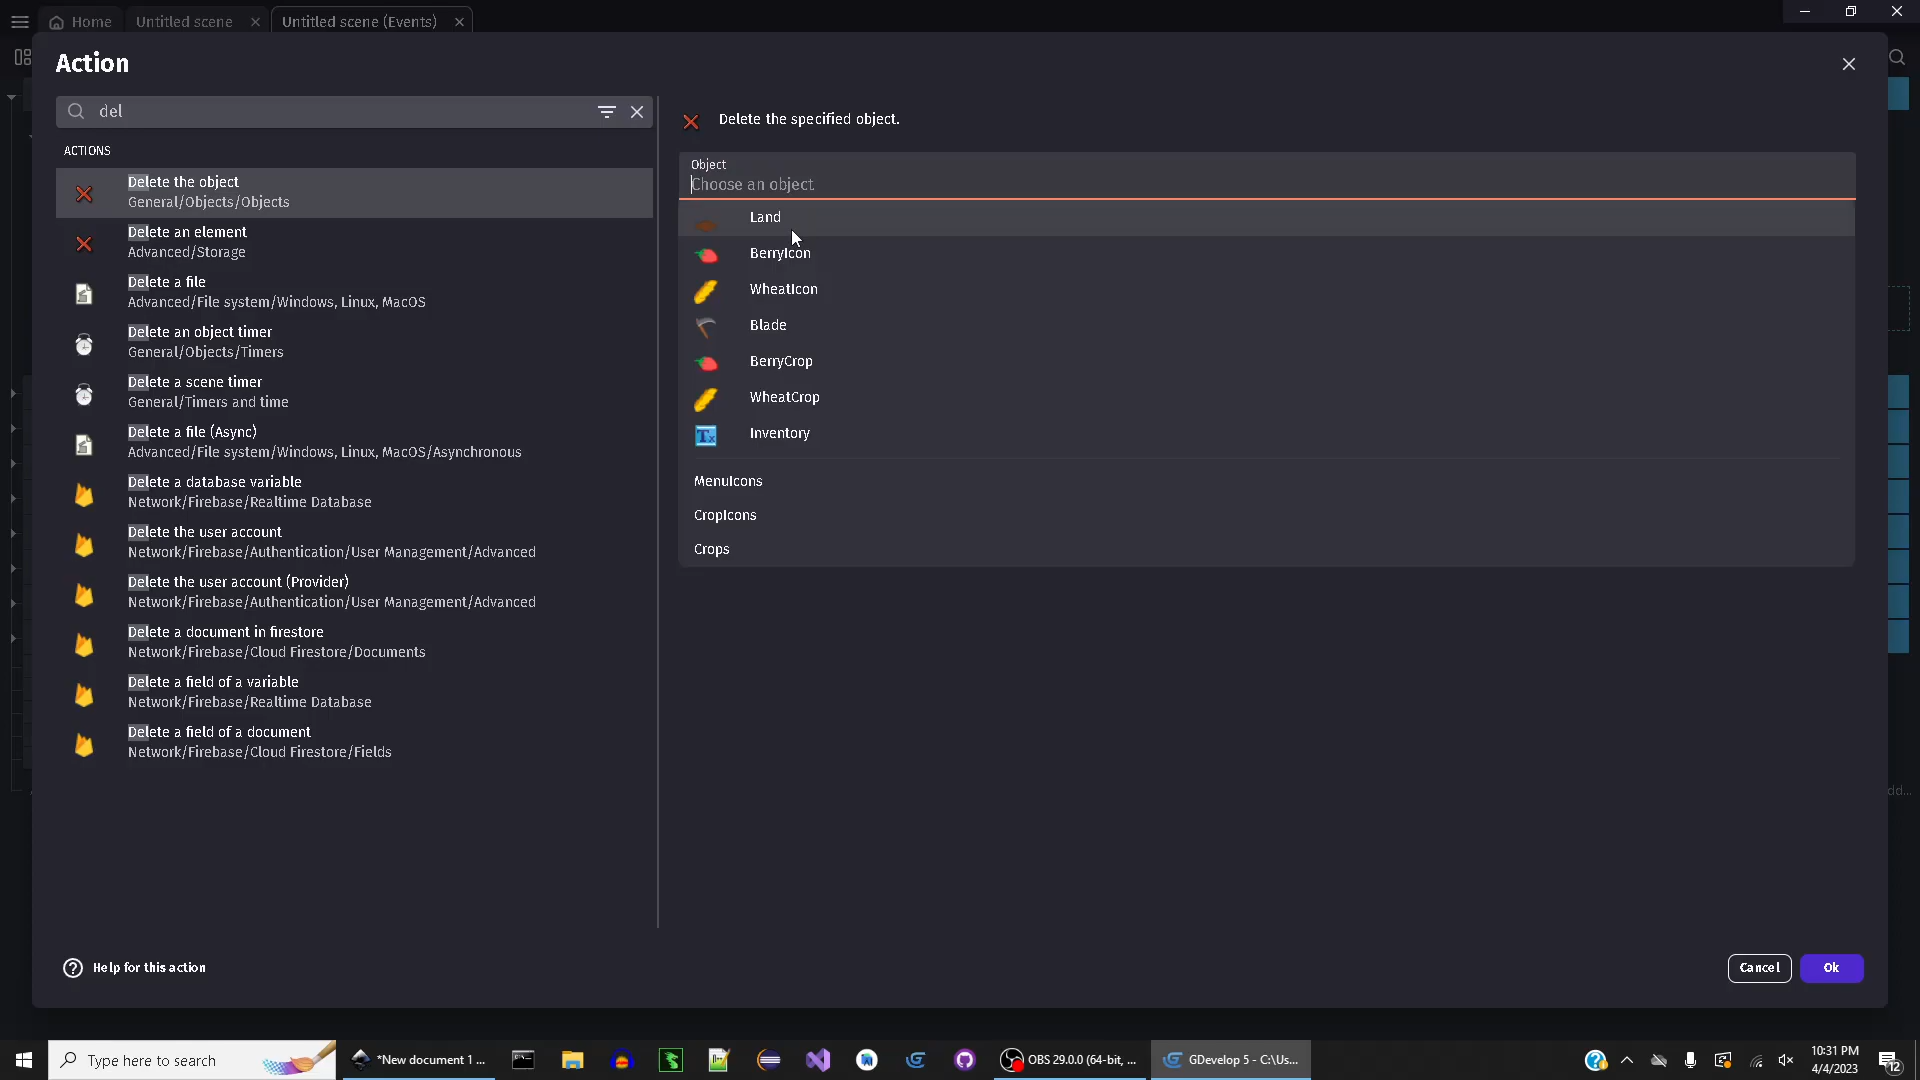 Home
Untitled scene
Untitled scene (Events)
Action
del
ACTIONS
Delete the object
General/Objects/Objects
Delete an element
Advanced/Storage
Delete a file
Advanced/File system/Windows, Linux, MacOS
Delete an object timer
General/Objects/Timers
Delete a scene timer
General/Timers and time
Delete a file (Async)
Advanced/File system/Windows, Linux, MacOS/Asynchronous
Delete a database variable
Network/Firebase/Realtime Database
Delete the user account
Network/Firebase/Authentication/User Management/Advanced
Delete the user account (Provider)
Network/Firebase/Authentication/User Management/Advanced
Delete a document in firestore
Network/Firebase/Cloud Firestore/Documents
Delete a field of a variable
Network/Firebase/Realtime Database
Delete a field of a document
Network/Firebase/Cloud Firestore/Fields
Delete the specified object.
Object
Choose an object
Land
BerryIcon
WheatIcon
Blade
BerryCrop
WheatCrop
Inventory
MenuIcons
CropIcons
Crops
dd...
Help for this action
Cancel
Ok
Type here to search
*New document 1 ...
OBS 29.0.0 (64-bit, ...
GDevelop 5 - C:\Us...
10:31 PM
4/4/2023
12